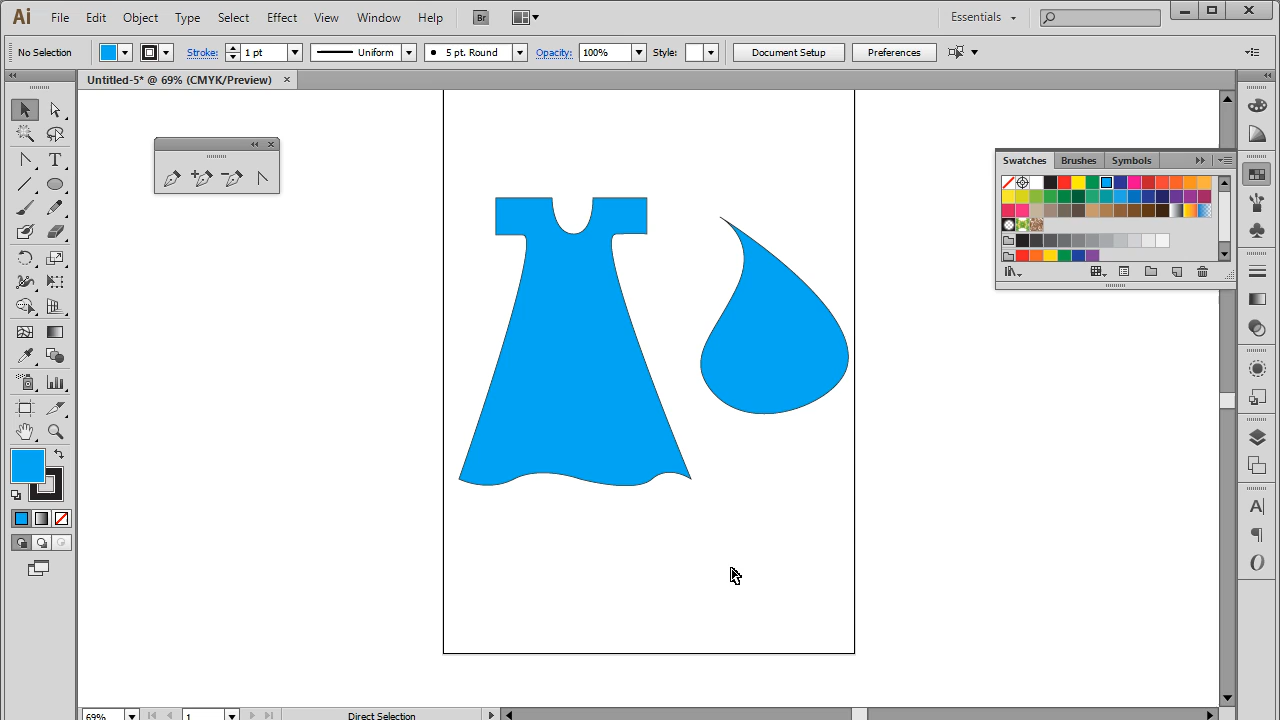 Ai File Edit Object Type Select Effect View Window Help Br Essentials
No Selection Stroke: 1 pt Uniform 5 pt. Round Opacity: 100% Style: Document Setup Preferences
Untitled-5* @ 69% (CMYK/Preview)
Swatches Brushes Symbols
69% 1 Direct Selection